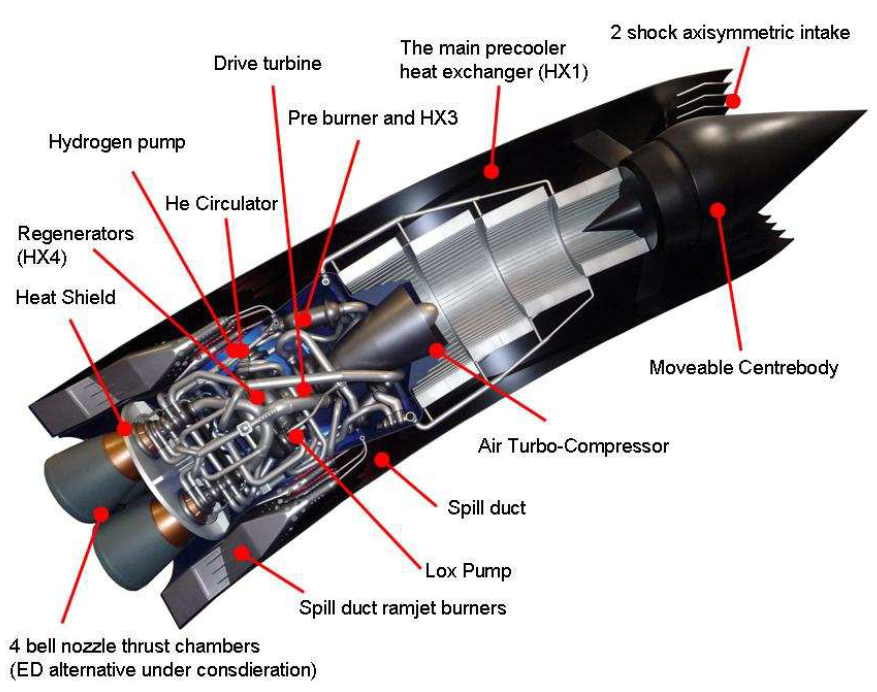 2 shock axisymmetric intake
The main precooler
heat exchanger (HX1)
Drive turbine
Pre burner and HX3
Hydrogen pump
He Circulator
Regenerators
(HX4)
Heat Shield
Moveable Centrebody
Air Turbo-Compressor
Spill duct
Lox Pump
Spill duct ramjet burners
4 bell nozzle thrust chambers
(ED alternative under consdieration)